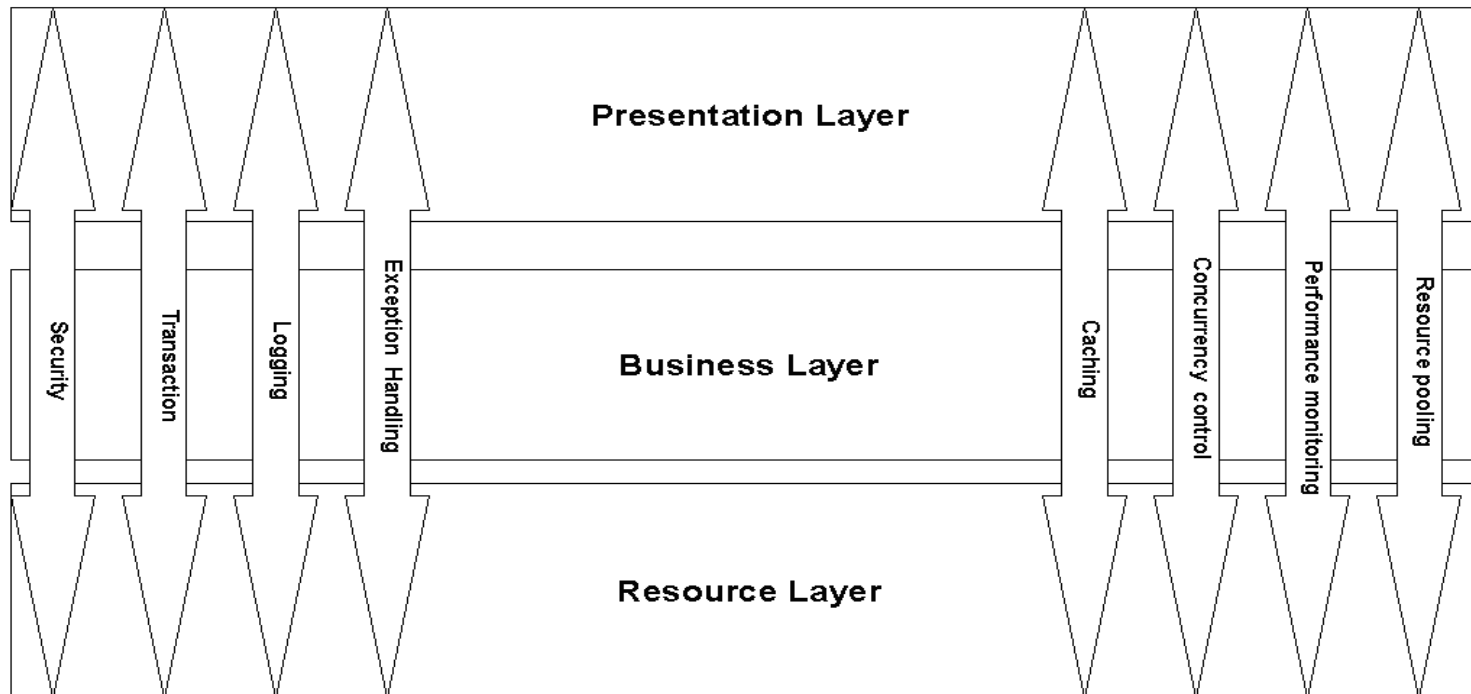 Presentation Layer
Security
Transaction
Logging
Exception Handling
Business Layer
Caching
Concurrency control
Performance monitoring
Resource pooling
Resource Layer